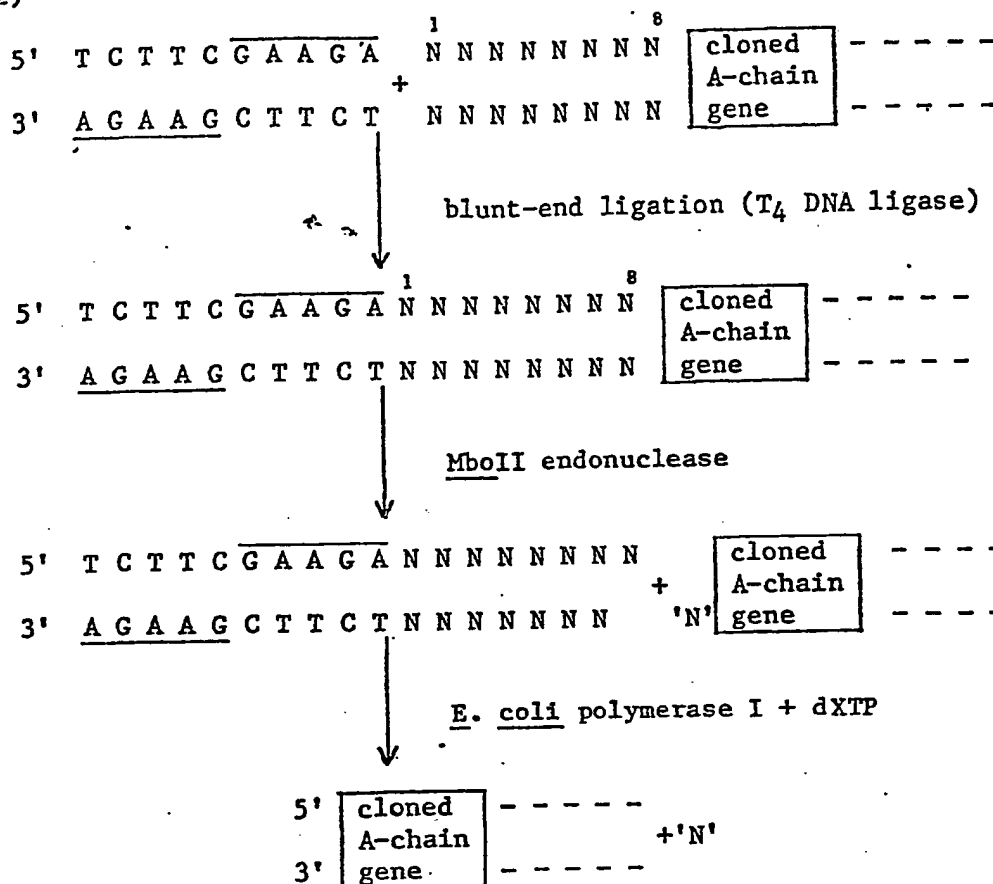 1 8
5' T C T T C G A A G A N N N N N N N N cloned - - - - -
+ A-chain
3' A G A A G C T T C T N N N N N N N N gene - - - - -
blunt-end ligation (T4 DNA ligase)
1 8
5' T C T T C G A A G A N N N N N N N N cloned - - - - -
A-chain
3' A G A A G C T T C T N N N N N N N N gene - - - - -
MboII endonuclease
5' T C T T C G A A G A N N N N N N N N cloned - - - -
+ A-chain
3' A G A A G C T T C T N N N N N N N 'N' gene - - - -
E. coli polymerase I + dXTP
5' cloned - - - - -
A-chain +'N'
3' gene - - - - -